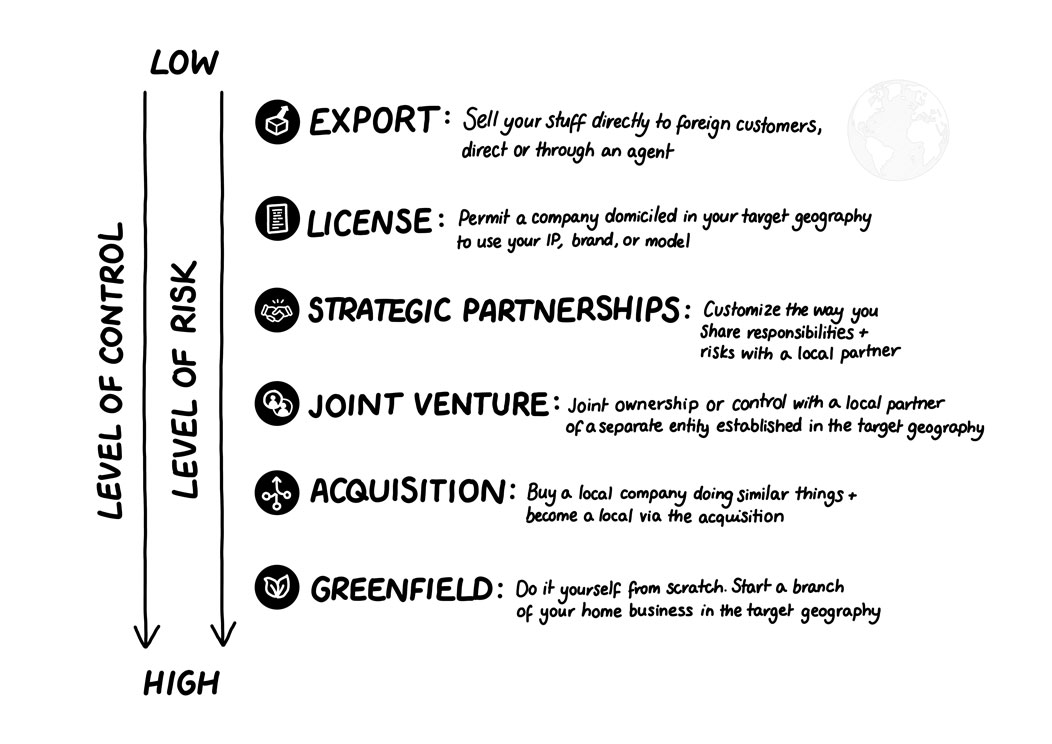 LOW
LEVEL OF CONTROL
LEVEL OF RISK
EXPORT: Sell your stuff directly to foreign customers,
direct or through an agent
LICENSE: Permit a company domiciled in your target geography
to use your IP, brand, or model
STRATEGIC PARTNERSHIPS: Customize the way you
share responsibilities +
risks with a local partner
JOINT VENTURE: Joint ownership or control with a local partner
of a separate entity established in the target geography
ACQUISITION: Buy a local company doing similar things +
become a local via the acquisition
GREENFIELD: Do it yourself from scratch. Start a branch
of your home business in the target geography
HIGH